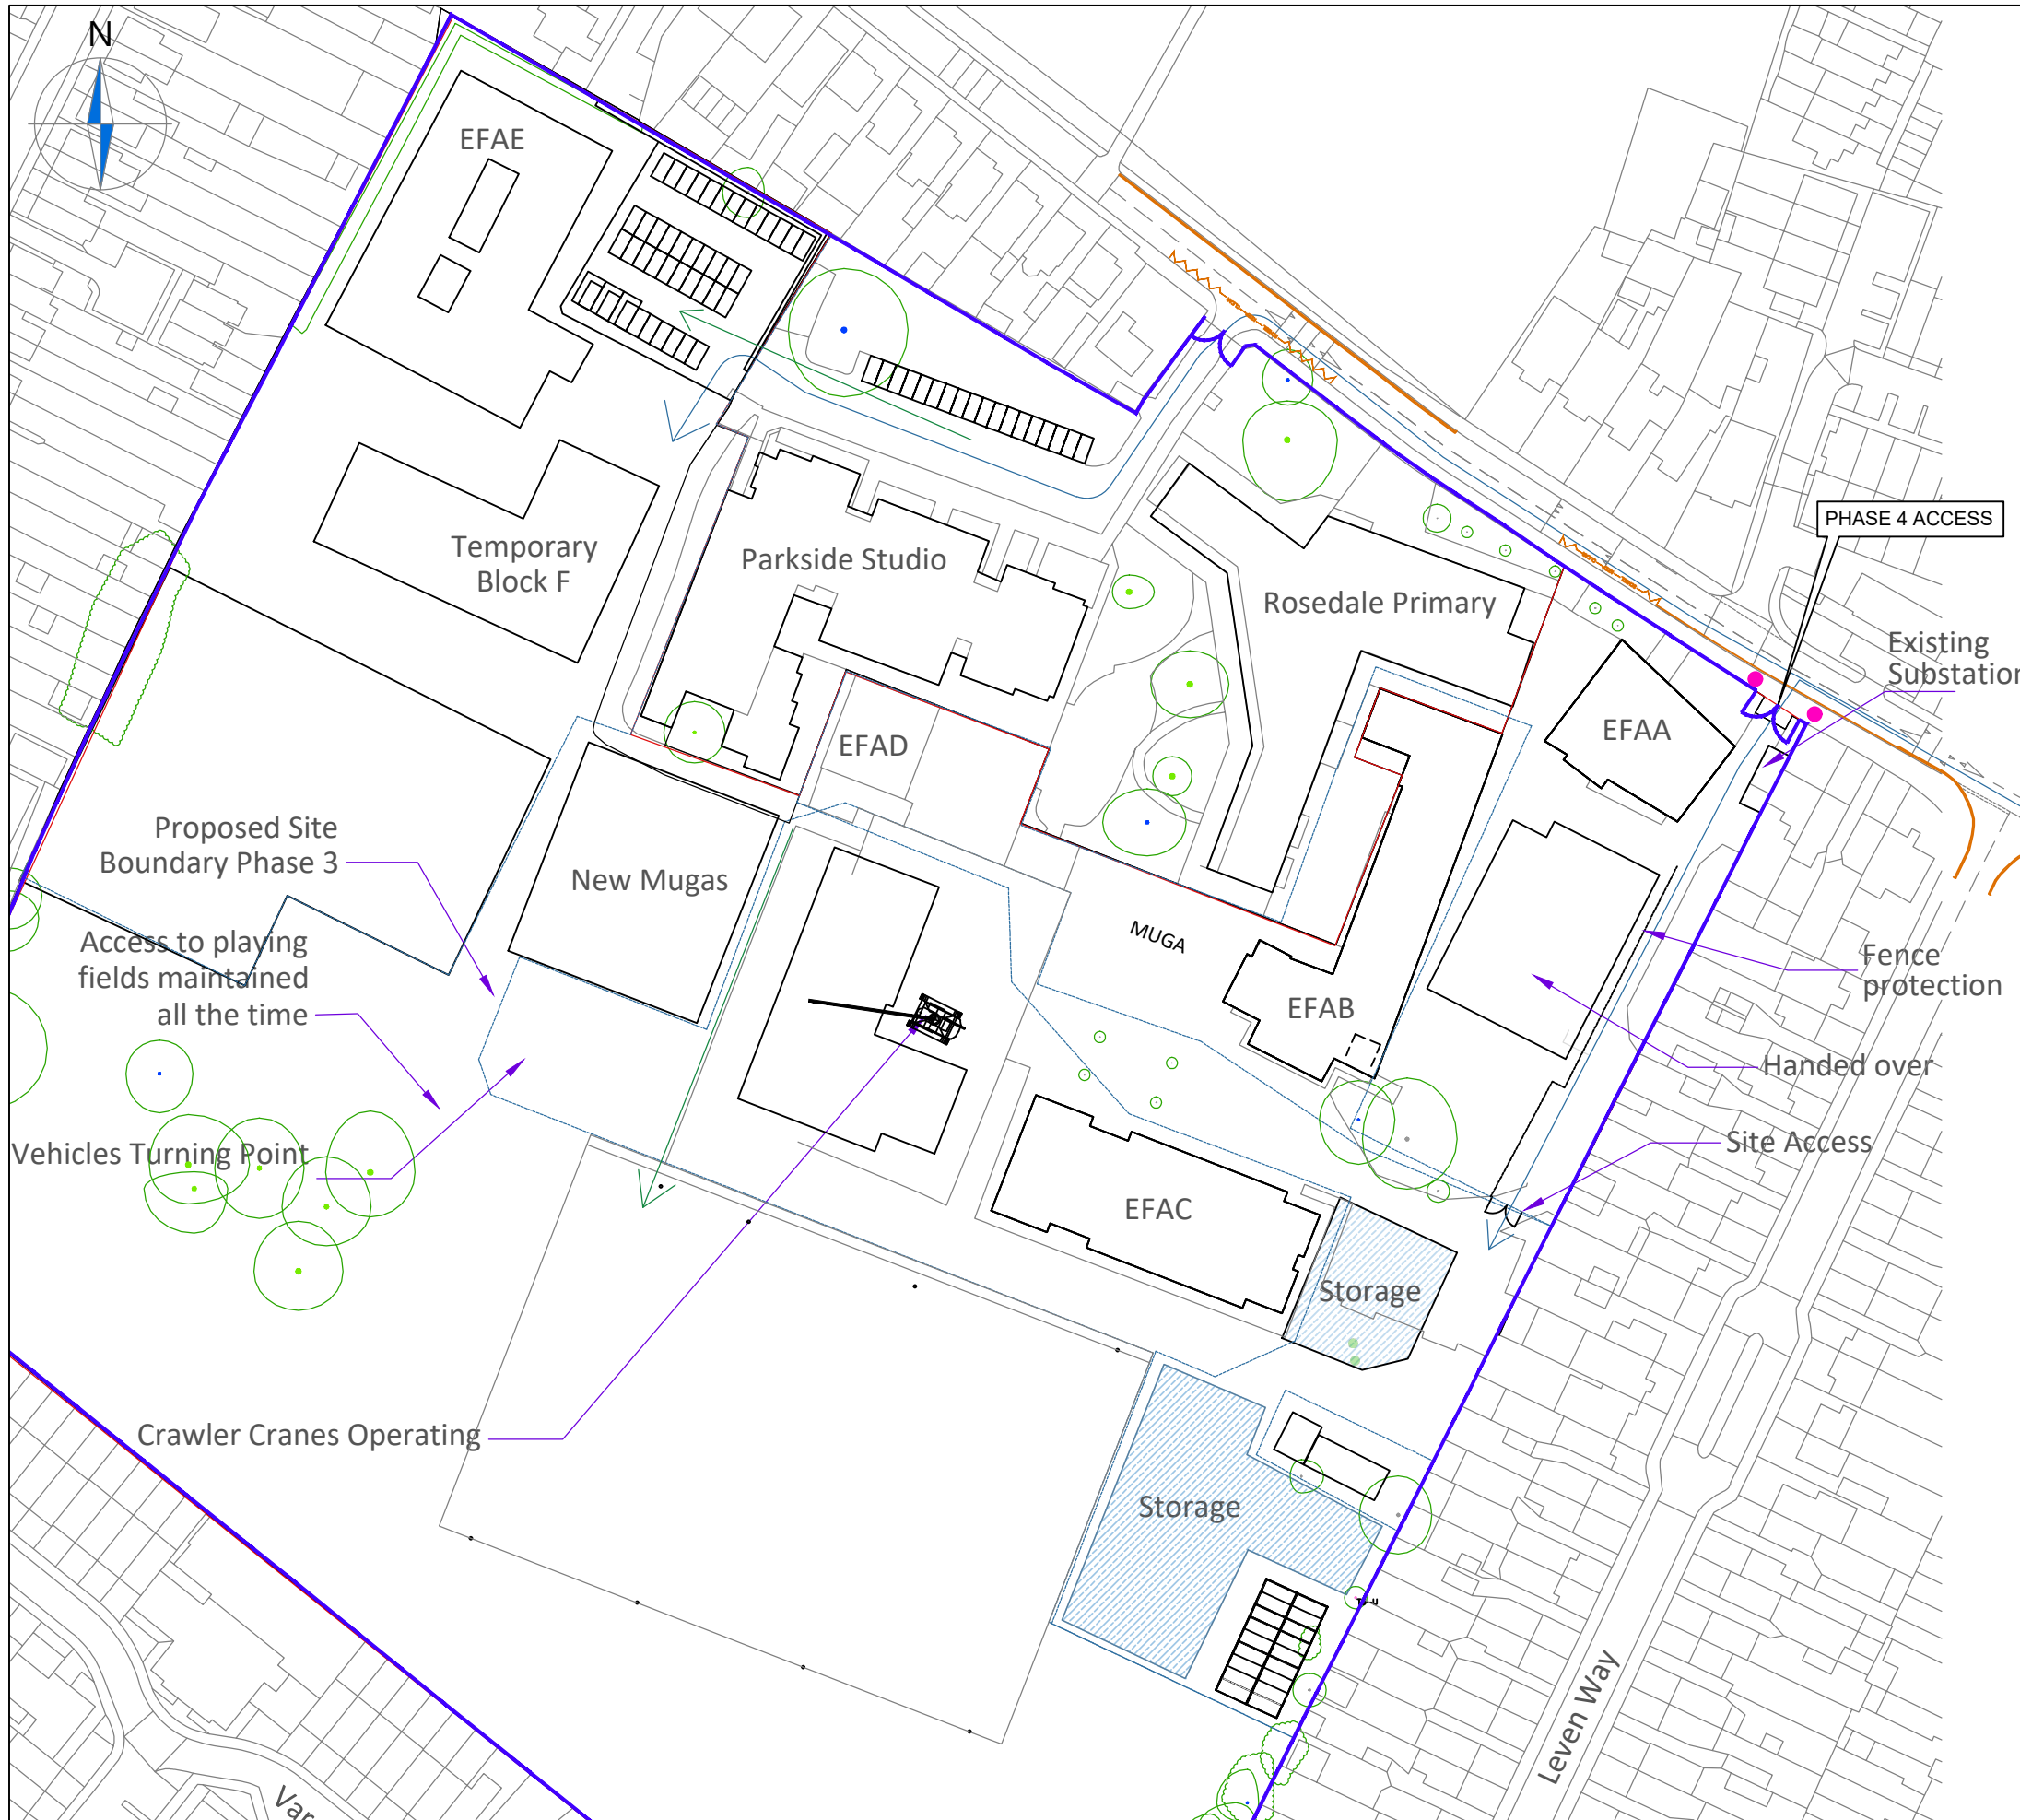 N
EFAE
PHASE 4 ACCESS
Temporary
Block F
Parkside Studio
Rosedale Primary
Existing
Substation
EFAA
EFAD
Proposed Site
Boundary Phase 3
New Mugas
MUGA
Access to playing
fields maintained
all the time
Fence
protection
EFAB
Handed over
Vehicles Turning Point
Site Access
EFAC
Storage
Crawler Cranes Operating
Storage
Leven Way